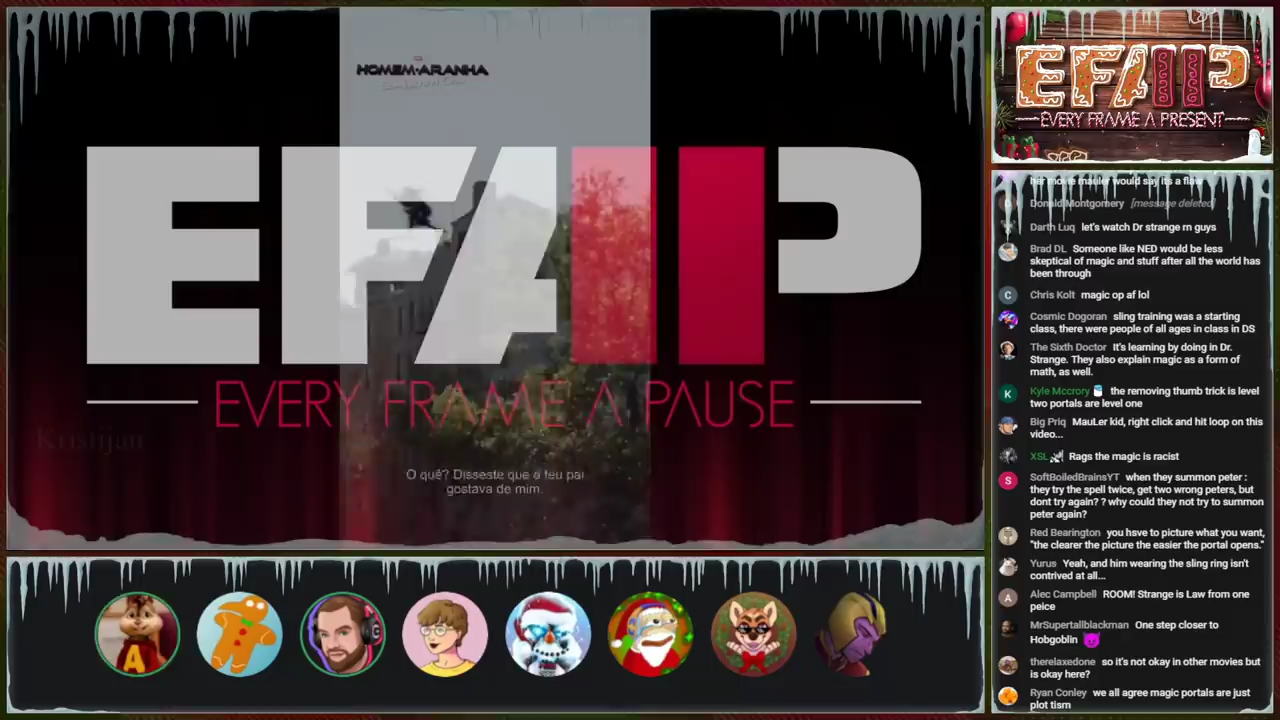 HOMEM-ARANHA
EFAIP
EVERY FRAME A PAUSE
Kristijan
O quê? Disseste que o teu pai
gostava de mim.
EFAIP
EVERY FRAME A PRESENT
her movie mauler would say its a flaw
Donald Montgomery [message deleted]
Darth Luq let's watch Dr strange rn guys
Brad DL Someone like NED would be less
skeptical of magic and stuff after all the world has
been through
Chris Kolt magic op af lol
Cosmic Dogoran sling training was a starting
class, there were people of all ages in class in DS
The Sixth Doctor It's learning by doing in Dr.
Strange. They also explain magic as a form of
math, as well.
Kyle Mccrory the removing thumb trick is level
two portals are level one
Big Priq MauLer kid, right click and hit loop on this
video...
XSL Rags the magic is racist
SoftBoiledBrainsYT when they summon peter :
they try the spell twice, get two wrong peters, but
dont try again? ? why could they not try to summon
peter again?
Red Bearington you hsve to picture what you want,
"the clearer the picture the easier the portal opens."
Yurus Yeah, and him wearing the sling ring isn't
contrived at all...
Alec Campbell ROOM! Strange is Law from one
peice
MrSupertallblackman One step closer to
Hobgoblin
therelaxedone so it's not okay in other movies but
is okay here?
Ryan Conley we all agree magic portals are just
plot tism